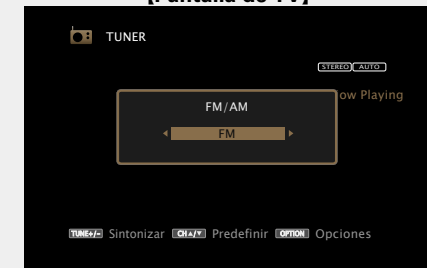 【Pantalla de TV】
TUNER
STEREO AUTO
ow Playing
FM/AM
FM
TUNE+/- Sintonizar CH▲/▼ Predefinir OPTION Opciones